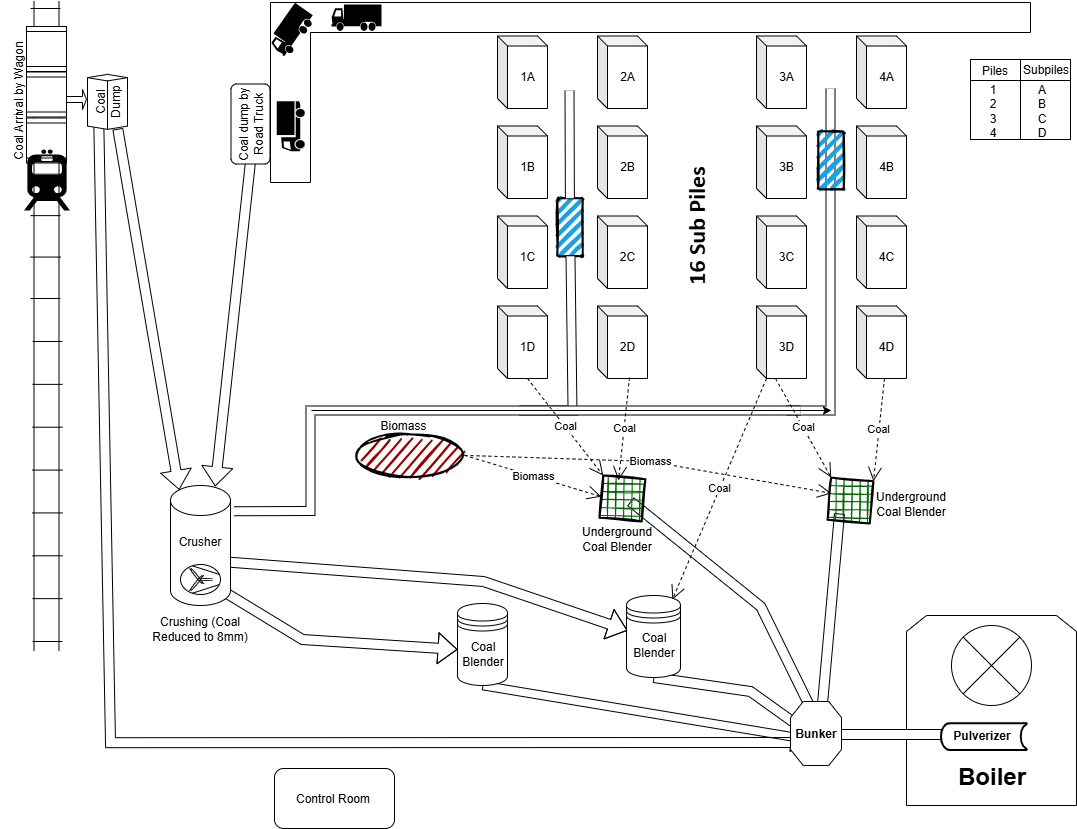 Coal Arrival by Wagon
Coal
Dump
Coal dump by
Road Truck
1A
2A
3A
4A
1B
2B
3B
4B
1C
2C
3C
4C
1D
2D
3D
4D
16 Sub Piles
Piles Subpiles
1 A
2 B
3 C
4 D
Biomass
Coal
Coal
Coal
Coal
Biomass
Biomass
Coal
Underground
Coal Blender
Underground
Coal Blender
Crusher
Crushing (Coal
Reduced to 8mm)
Coal
Blender
Coal
Blender
Bunker
Pulverizer
Boiler
Control Room